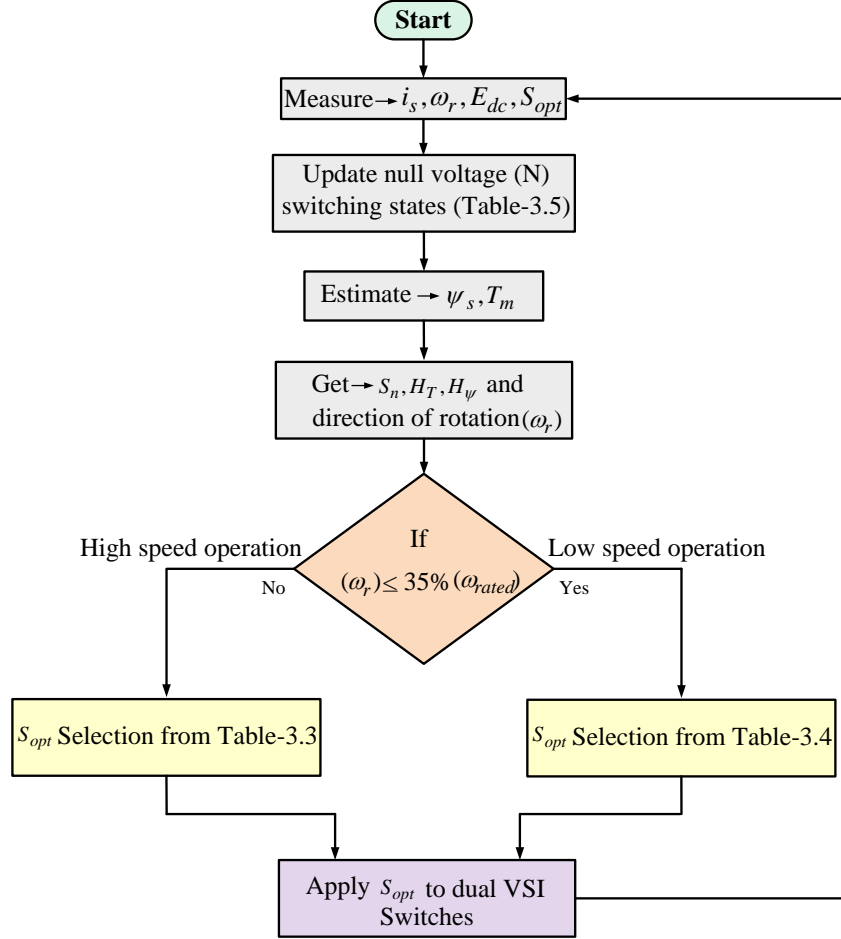 Start
Measure→ i_s, ω_r, E_dc, S_opt
Update null voltage (N)
switching states (Table-3.5)
Estimate → ψ_s, T_m
Get→ S_n, H_T, H_ψ and
direction of rotation(ω_r)
If
High speed operation
Low speed operation
(ω_r) ≤ 35% (ω_rated)
No
Yes
S_opt Selection from Table-3.3
S_opt Selection from Table-3.4
Apply S_opt to dual VSI
Switches